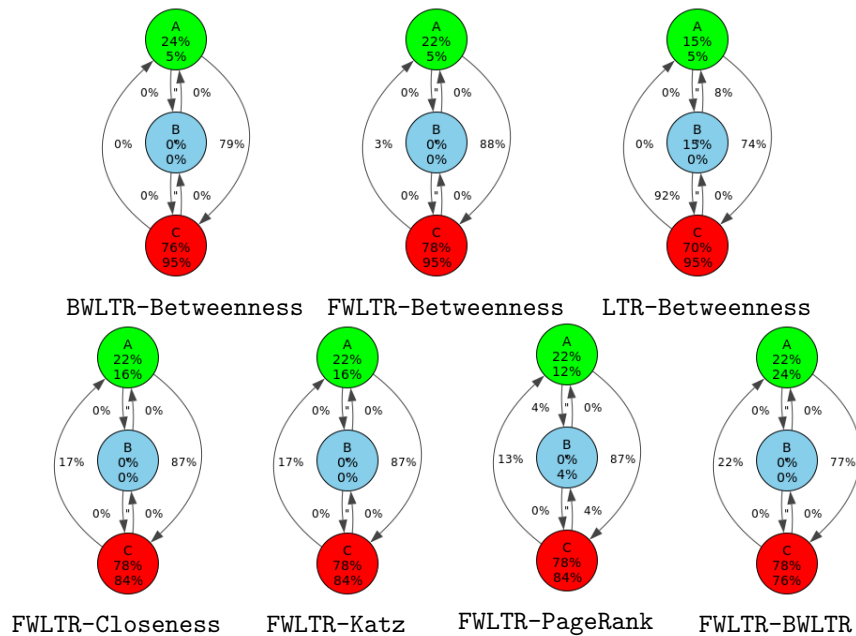 A
24%
5%
0% " 0%
B
0%
0%
0% 79%
0% " 0%
C
76%
95%
BWLTR-Betweenness
A
22%
5%
0% " 0%
B
0%
0%
3% 88%
0% " 0%
C
78%
95%
FWLTR-Betweenness
A
15%
5%
0% " 8%
B
15%
0%
0% 74%
92% " 0%
C
70%
95%
LTR-Betweenness
A
22%
16%
0% " 0%
B
0%
0%
17% 87%
0% " 0%
C
78%
84%
FWLTR-Closeness
A
22%
16%
0% " 0%
B
0%
0%
17% 87%
0% " 0%
C
78%
84%
FWLTR-Katz
A
22%
12%
4% " 0%
B
0%
4%
13% 87%
0% " 4%
C
78%
84%
FWLTR-PageRank
A
22%
24%
0% " 0%
B
0%
0%
22% 77%
0% " 0%
C
78%
76%
FWLTR-BWLTR